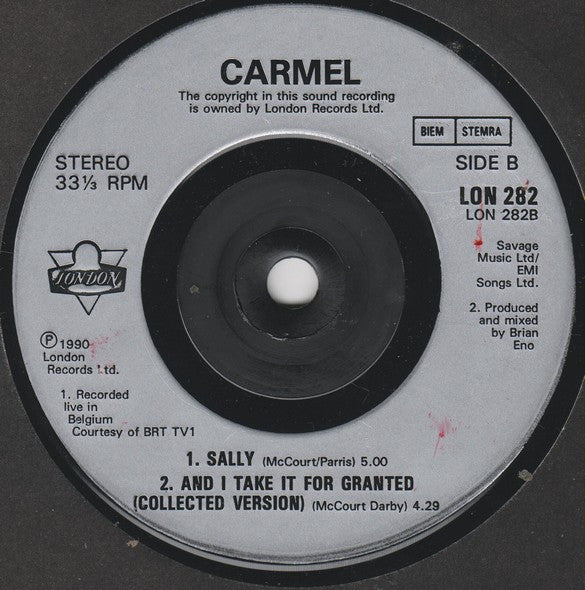 CARMEL
The copyright in this sound recording
is owned by London Records Ltd.
BIEM STEMRA
STEREO
33⅓ RPM
SIDE B
LON 282
LON 282B
Savage
Music Ltd/
EMI
Songs Ltd.
2. Produced
and mixed
by Brian
Eno
LONDON
℗ 1990
London
Records Ltd.
1. Recorded
live in
Belgium
Courtesy of BRT TV1
1. SALLY (McCourt/Parris) 5.00
2. AND I TAKE IT FOR GRANTED
(COLLECTED VERSION) (McCourt Darby) 4.29